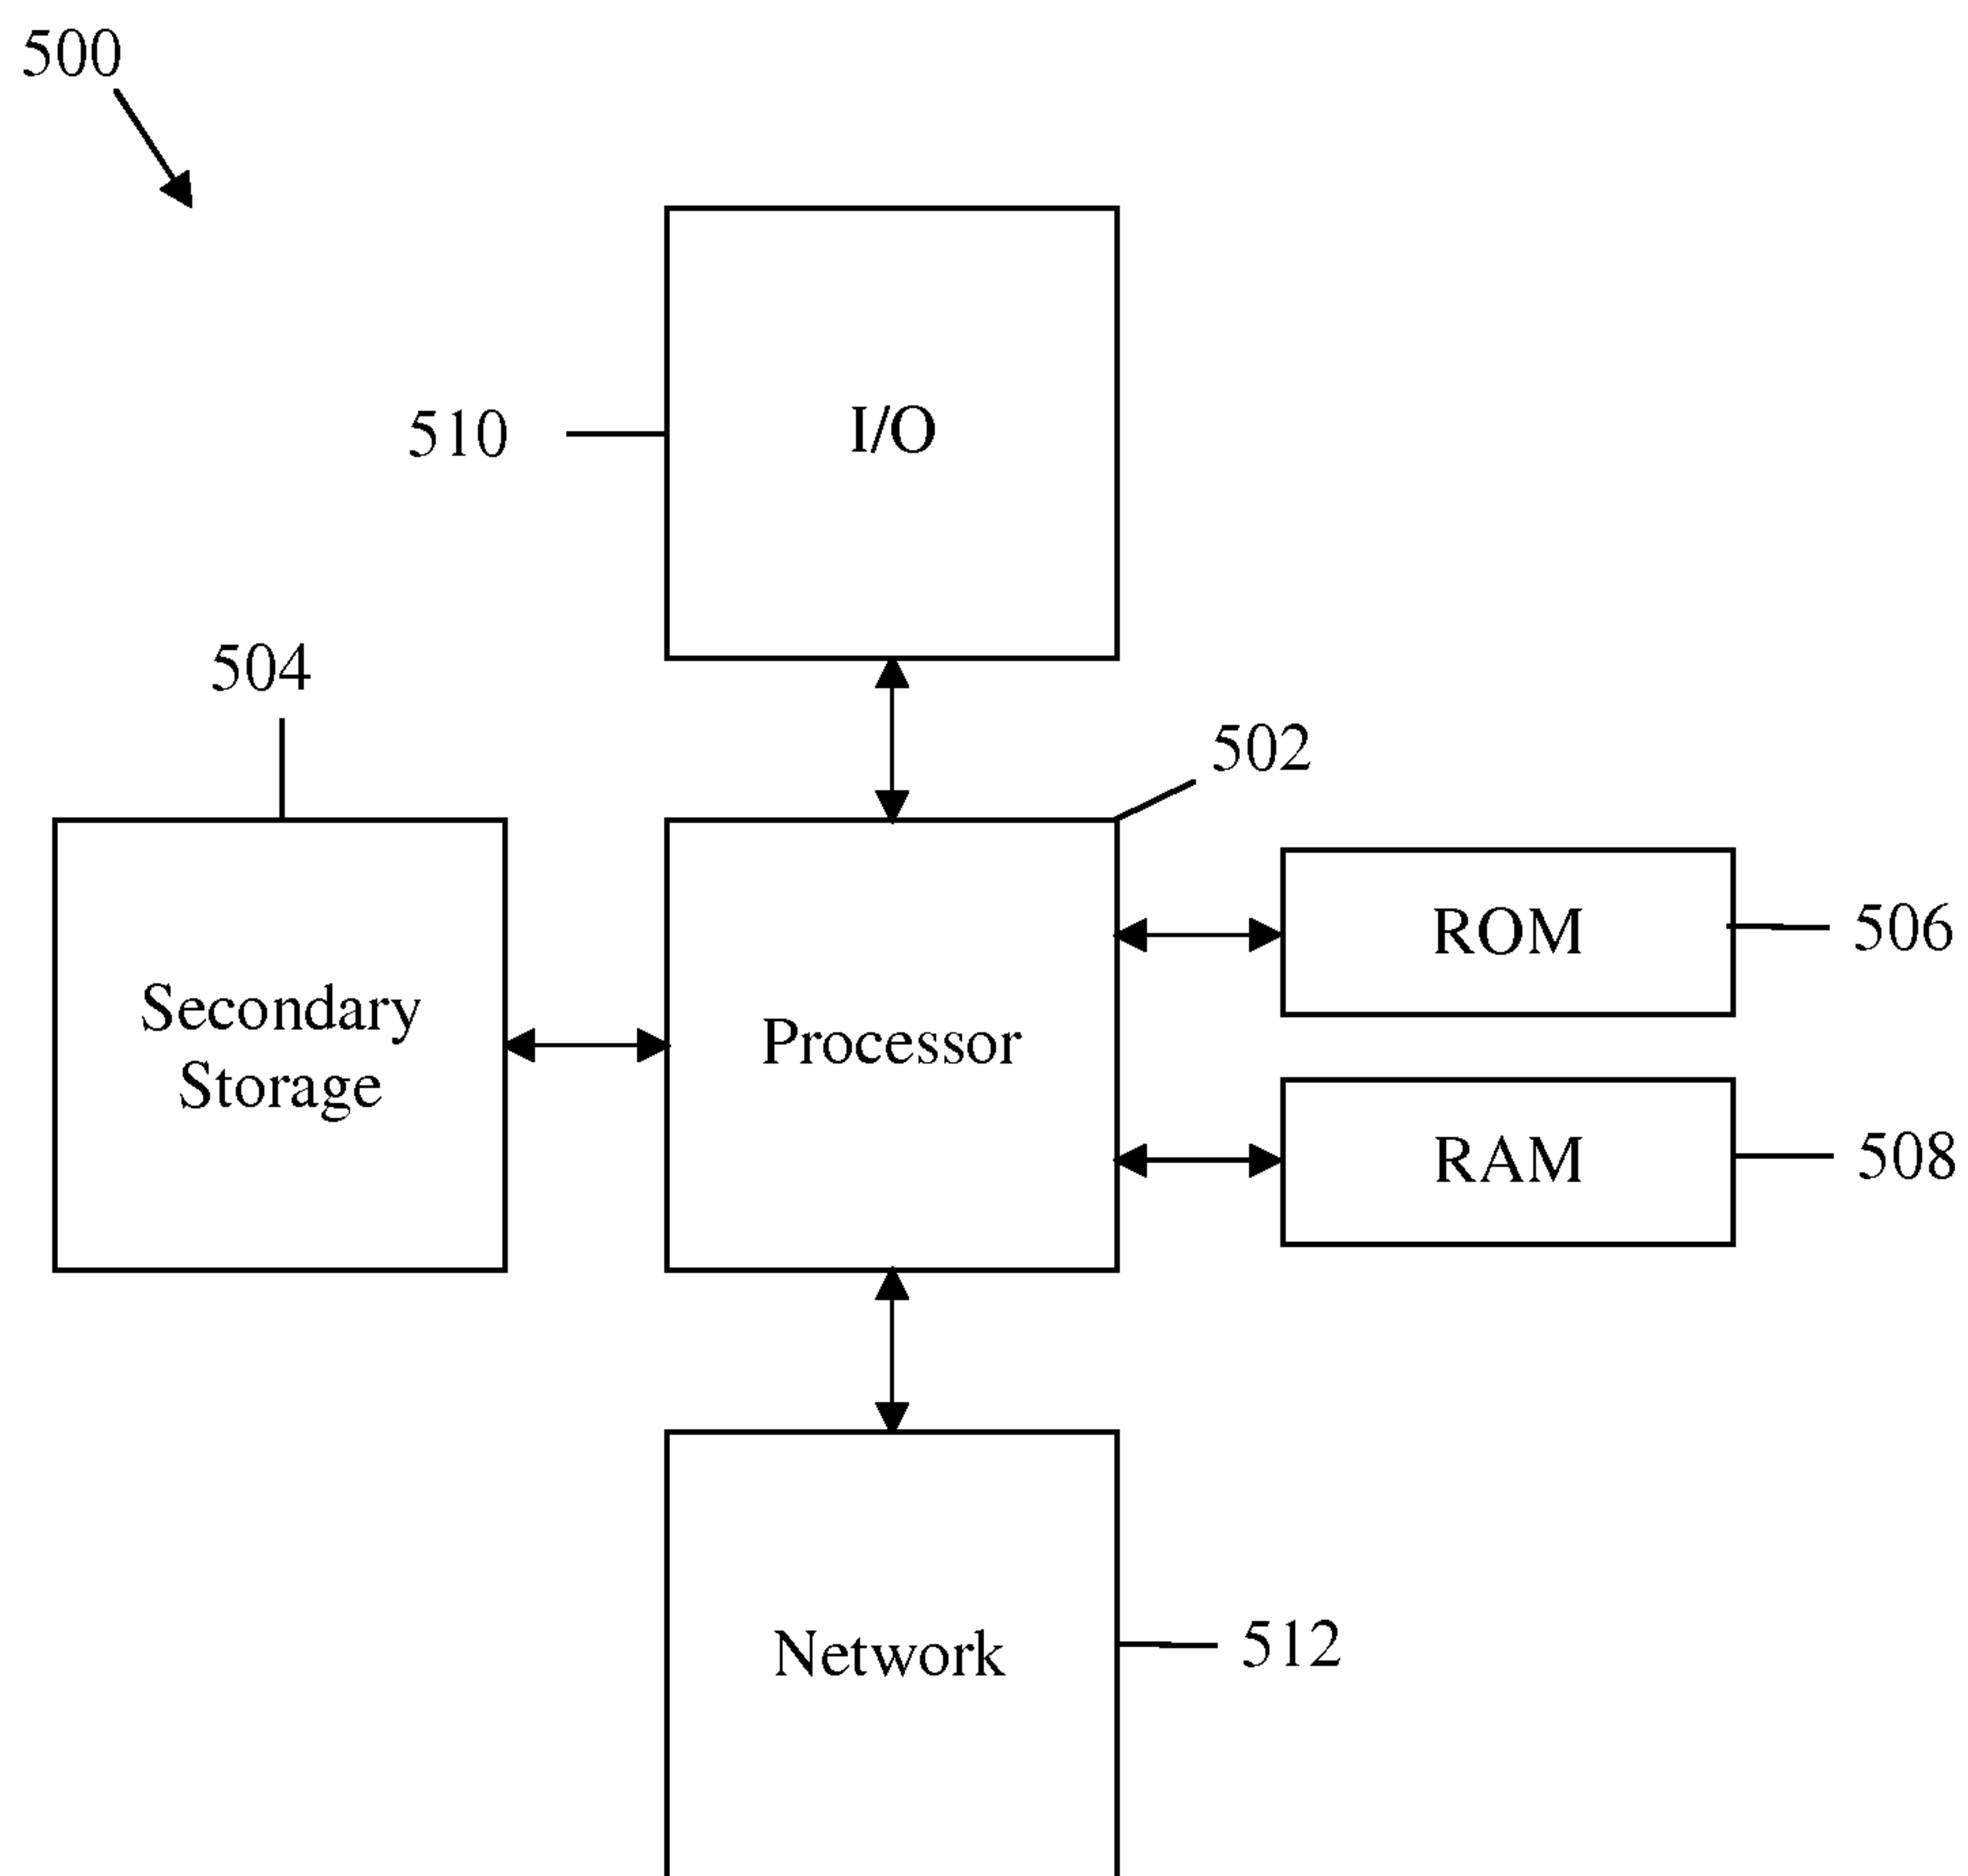 500
I/O
510
504
502
Secondary
Storage
Processor
ROM
506
RAM
508
Network
512